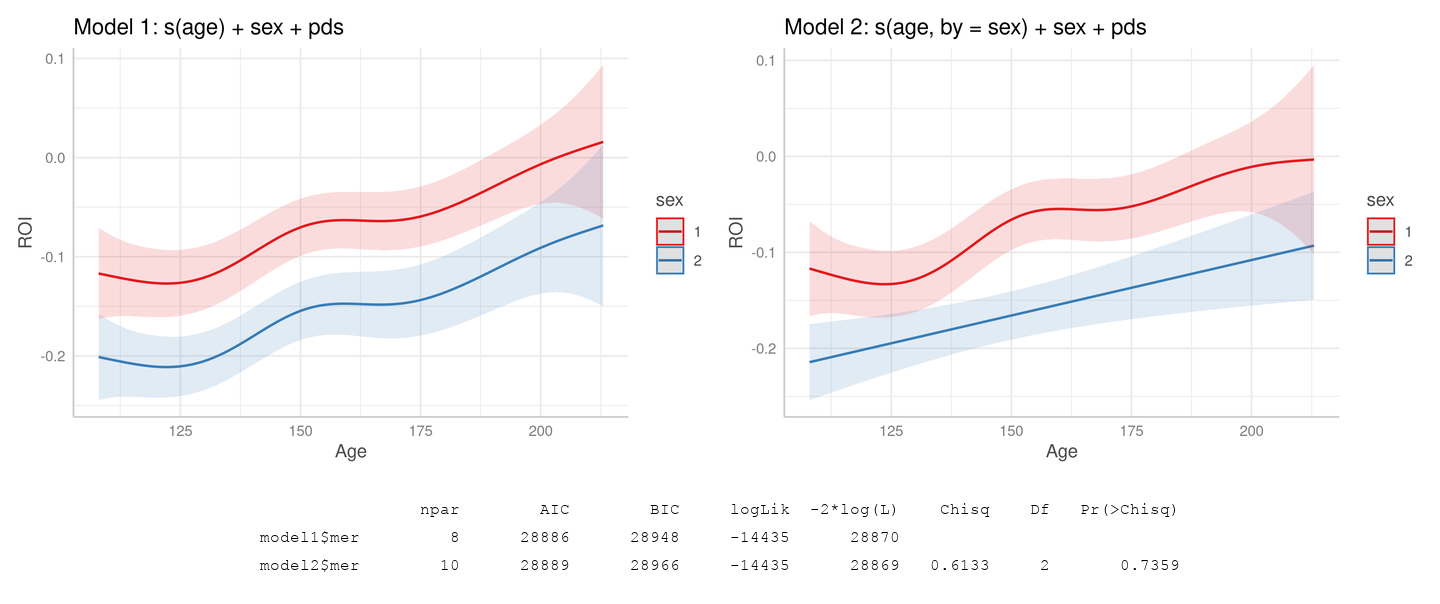 Model 1: s(age) + sex + pds
0.1
0.0
-0.1
-0.2
ROI
125 150 175 200
Age
sex
1
2
Model 2: s(age, by = sex) + sex + pds
0.1
0.0
-0.1
-0.2
ROI
125 150 175 200
Age
sex
1
2
npar AIC BIC logLik -2*log(L) Chisq Df Pr(>Chisq)
model1$mer 8 28886 28948 -14435 28870
model2$mer 10 28889 28966 -14435 28869 0.6133 2 0.7359